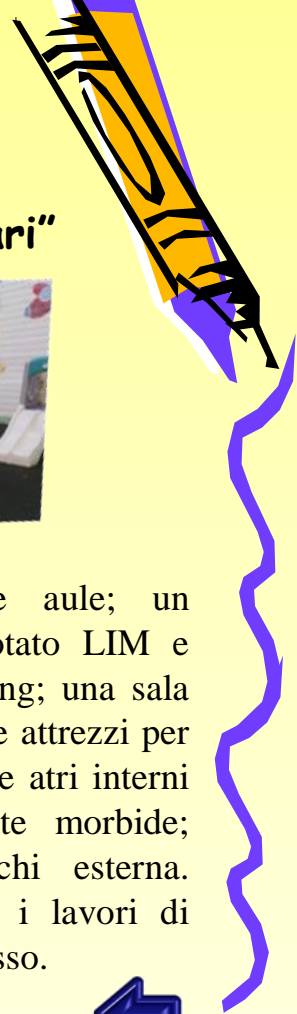 ari”
e aule; un
otato LIM e
ng; una sala
e attrezzi per
e atri interni
te morbide;
chi esterna.
i lavori di
sso.